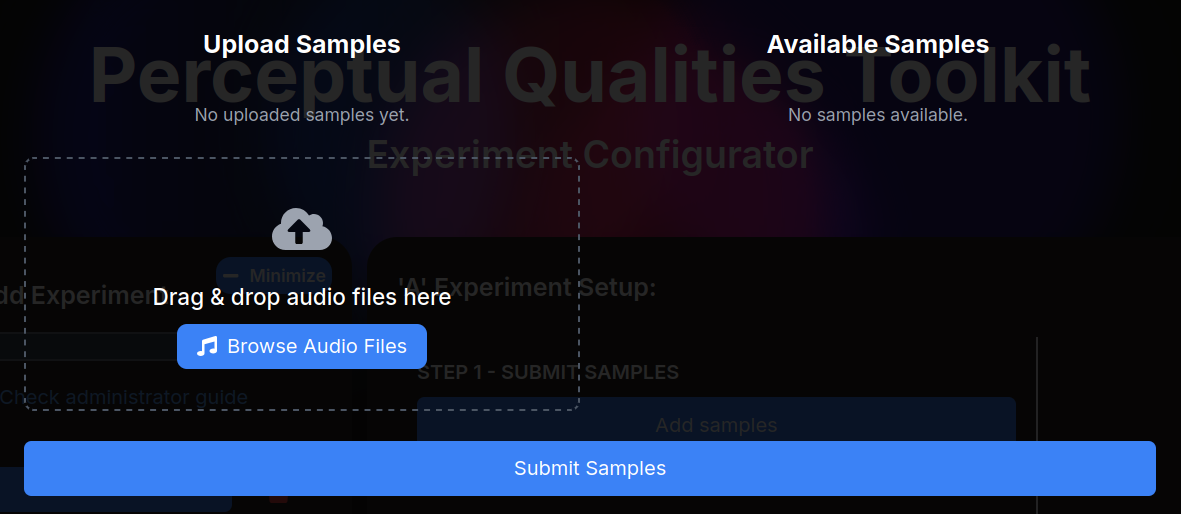 Perceptual Qualities Toolkit
Experiment Configurator
Upload Samples
No uploaded samples yet.
Drag & drop audio files here
Browse Audio Files
Available Samples
No samples available.
Submit Samples
Minimize
dd Experiment
Check administrator guide
'A' Experiment Setup:
STEP 1 - SUBMIT SAMPLES
Add samples